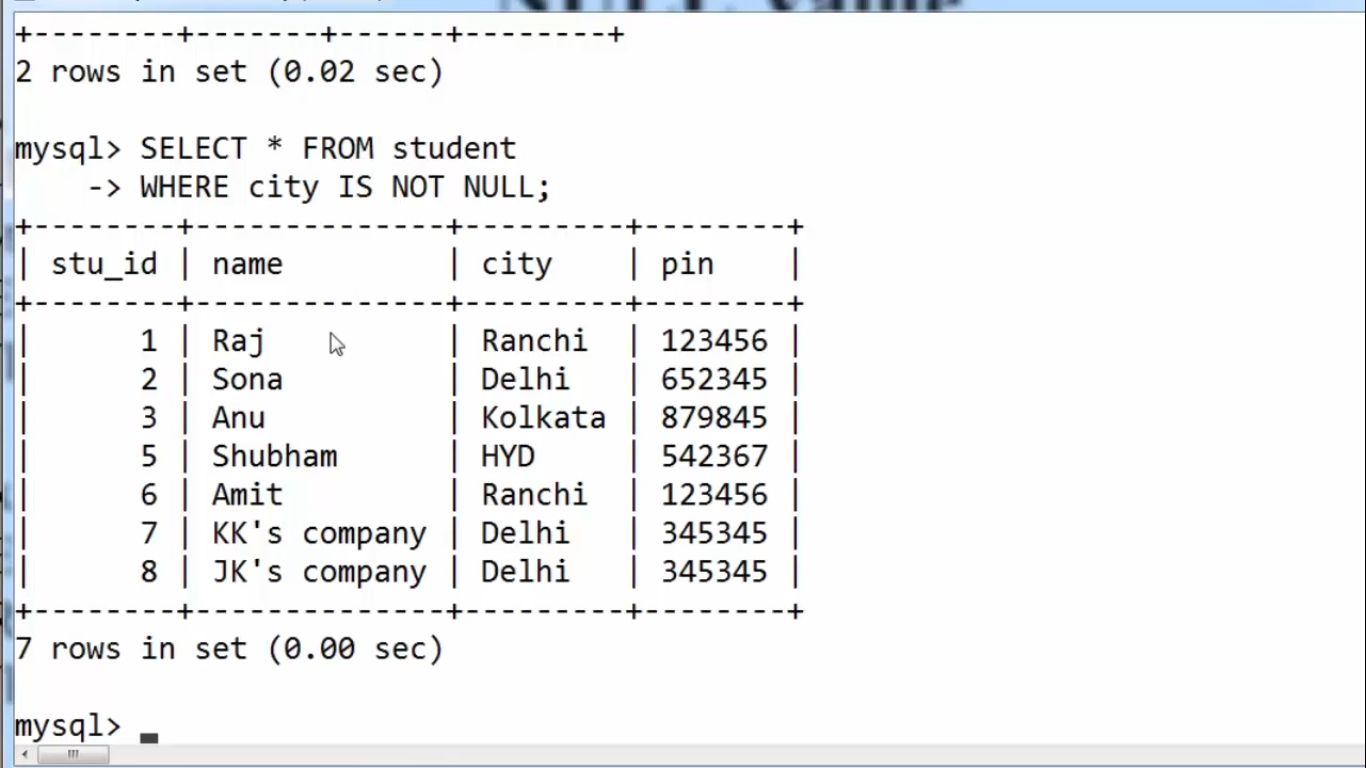 +--------+-------+------+--------+
2 rows in set (0.02 sec)
mysql> SELECT * FROM student
    -> WHERE city IS NOT NULL;
+--------+--------------+---------+--------+
| stu_id | name         | city    | pin    |
+--------+--------------+---------+--------+
|      1 | Raj          | Ranchi  | 123456 |
|      2 | Sona         | Delhi   | 652345 |
|      3 | Anu          | Kolkata | 879845 |
|      5 | Shubham      | HYD     | 542367 |
|      6 | Amit         | Ranchi  | 123456 |
|      7 | KK's company | Delhi   | 345345 |
|      8 | JK's company | Delhi   | 345345 |
+--------+--------------+---------+--------+
7 rows in set (0.00 sec)
mysql>